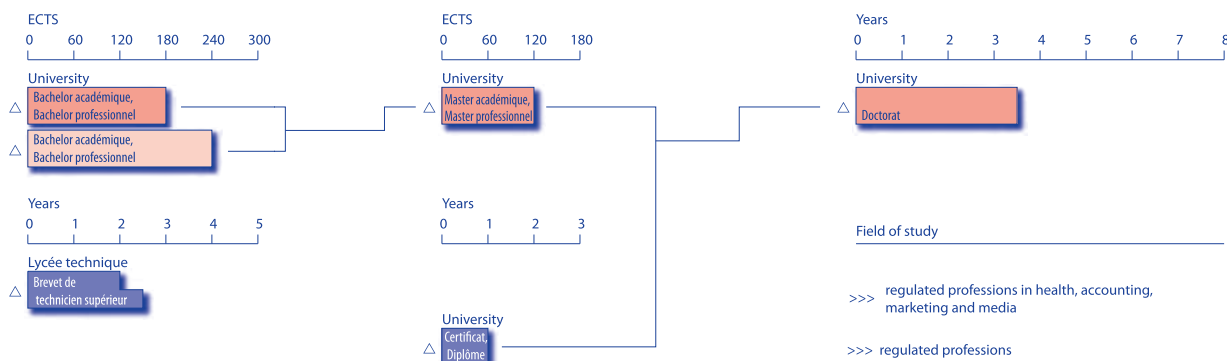 ECTS
0 60 120 180 240 300
University
Bachelor académique,
Bachelor professionnel
Bachelor académique,
Bachelor professionnel
Years
0 1 2 3 4 5
Lycée technique
Brevet de
technicien supérieur
ECTS
0 60 120 180
University
Master académique,
Master professionnel
Years
0 1 2 3
University
Certificat,
Diplôme
Years
0 1 2 3 4 5 6 7 8
University
Doctorat
Field of study
>>> regulated professions in health, accounting,
marketing and media
>>> regulated professions